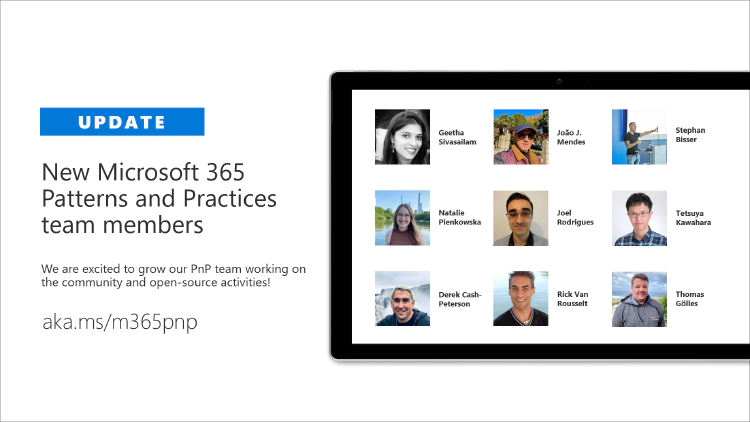 UPDATE
New Microsoft 365
Patterns and Practices
team members
We are excited to grow our PnP team working on
the community and open-source activities!
aka.ms/m365pnp
Geetha
Sivasailam
João J.
Mendes
Stephan
Bisser
Natalie
Pienkowska
Joel
Rodrigues
Tetsuya
Kawahara
Derek Cash-
Peterson
Rick Van
Rousselt
Thomas
Gölles